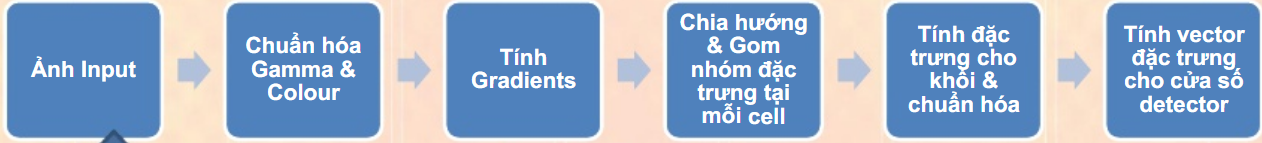 Ảnh Input
Chuẩn hóa
Gamma &
Colour
Tính
Gradients
Chia hướng
& Gom
nhóm đặc
trưng tại
mỗi cell
Tính đặc
trưng cho
khối &
chuẩn hóa
Tính vector
đặc trưng
cho cửa sổ
detector